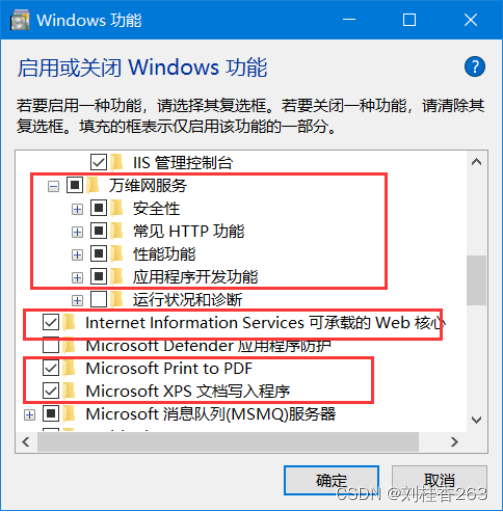 Windows 功能
启用或关闭 Windows 功能
若要启用一种功能，请选择其复选框。若要关闭一种功能，请清除其
复选框。填充的框表示仅启用该功能的一部分。
IIS 管理控制台
万维网服务
安全性
常见 HTTP 功能
性能功能
应用程序开发功能
运行状况和诊断
Internet Information Services 可承载的 Web 核心
Microsoft Defender 应用程序防护
Microsoft Print to PDF
Microsoft XPS 文档写入程序
Microsoft 消息队列(MSMQ)服务器
确定
取消
CSDN @刘桂香263